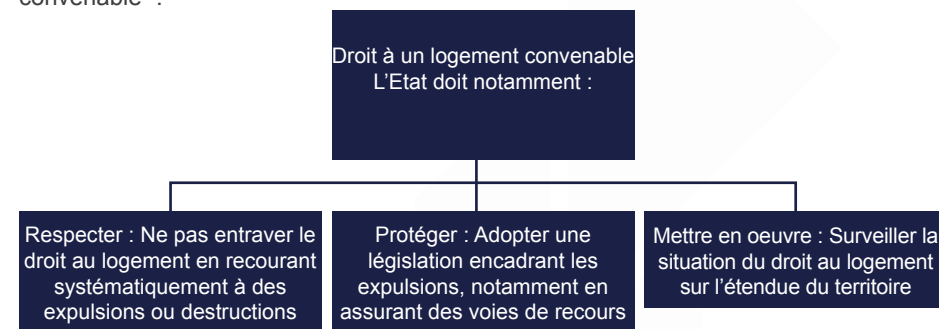 convenable" :
Droit à un logement convenable
L'Etat doit notamment :
Respecter : Ne pas entraver le
droit au logement en recourant
systématiquement à des
expulsions ou destructions
Protéger : Adopter une
législation encadrant les
expulsions, notamment en
assurant des voies de recours
Mettre en oeuvre : Surveiller la
situation du droit au logement
sur l'étendue du territoire